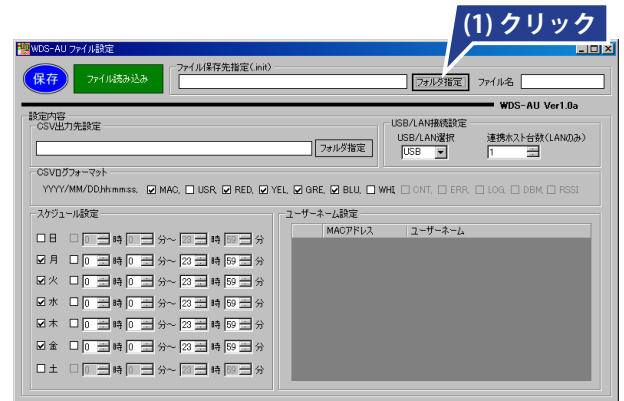 (1) クリック
WDS-AU ファイル設定
保存
ファイル読み込み
ファイル保存先指定(.init)
フォルダ指定
ファイル名
WDS-AU Ver1.0a
設定内容
CSV出力先設定
フォルダ指定
USB/LAN接続設定
USB/LAN選択 連携ホスト台数(LANのみ)
USB 1
CSVログフォーマット
YYYY/MM/DD,hh:mm:ss, MAC, USR, RED, YEL, GRE, BLU, WHI, CNT, ERR, LOG, DBM, RSSI
スケジュール設定
日 0 時 0 分～ 23 時 59 分
月 0 時 0 分～ 23 時 59 分
火 0 時 0 分～ 23 時 59 分
水 0 時 0 分～ 23 時 59 分
木 0 時 0 分～ 23 時 59 分
金 0 時 0 分～ 23 時 59 分
土 0 時 0 分～ 23 時 59 分
ユーザーネーム設定
MACアドレス ユーザーネーム